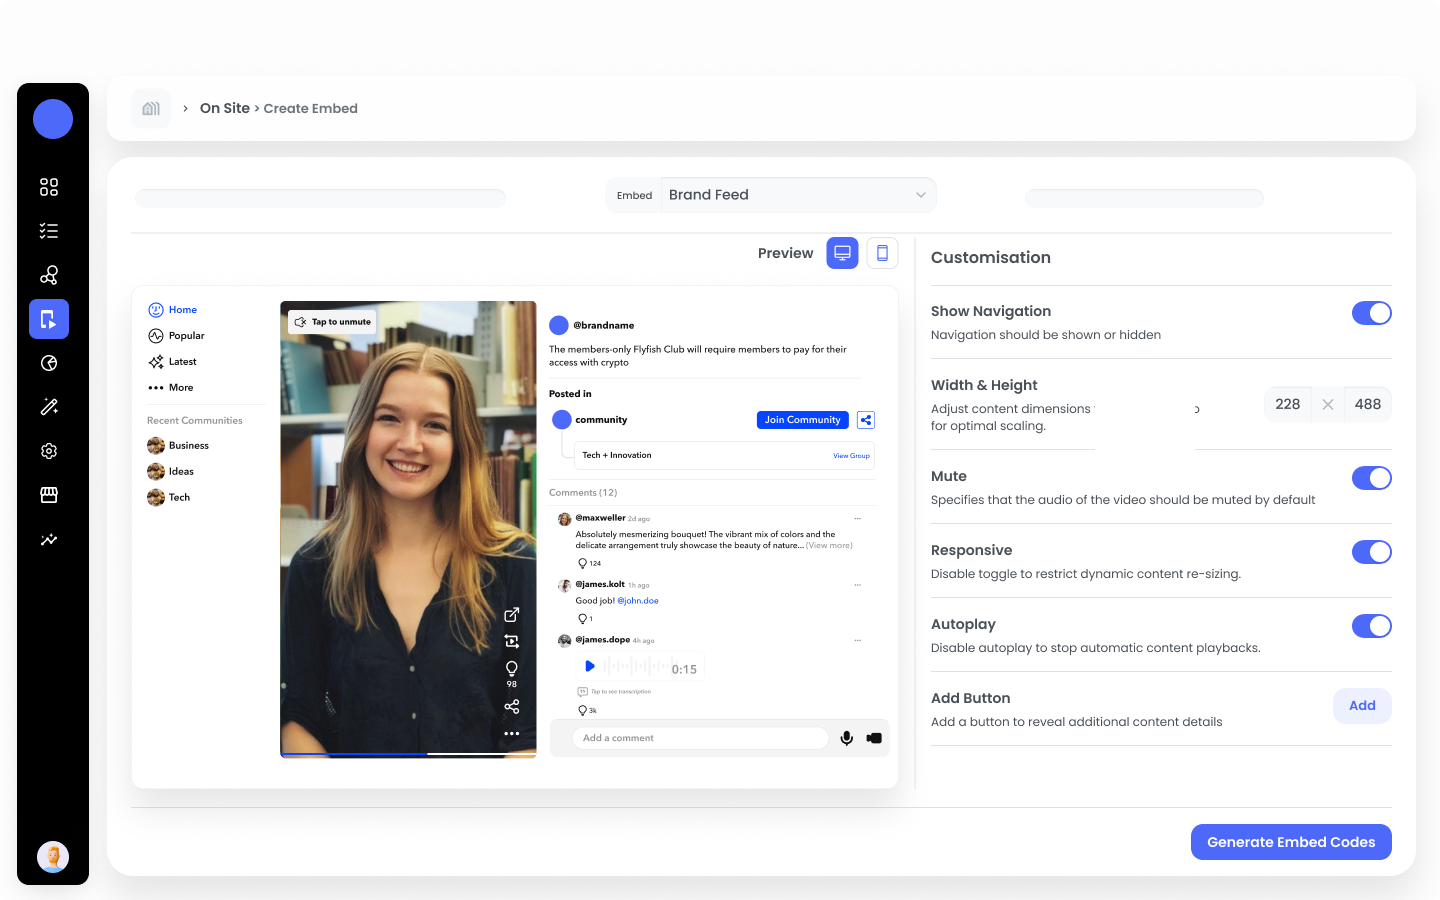 On Site > Create Embed
Embed
Brand Feed
Preview
Home
Popular
Latest
More
Recent Communities
Business
Ideas
Tech
Tap to unmute
98
@brandname
The members-only Flyfish Club will require members to pay for their
access with crypto
Posted in
community
Join Community
Tech + Innovation
View Group
Comments (12)
@maxweller 2d ago
Absolutely mesmerizing bouquet! The vibrant mix of colors and the
delicate arrangement truly showcase the beauty of nature... (View more)
124
@james.kolt 1h ago
Good job! @john.doe
1
@james.dope 4h ago
0:15
Tap to see transcription
3k
Add a comment
Customisation
Show Navigation
Navigation should be shown or hidden
Width & Height
Adjust content dimensions
for optimal scaling.
228 × 488
Mute
Specifies that the audio of the video should be muted by default
Responsive
Disable toggle to restrict dynamic content re-sizing.
Autoplay
Disable autoplay to stop automatic content playbacks.
Add Button
Add a button to reveal additional content details
Add
Generate Embed Codes